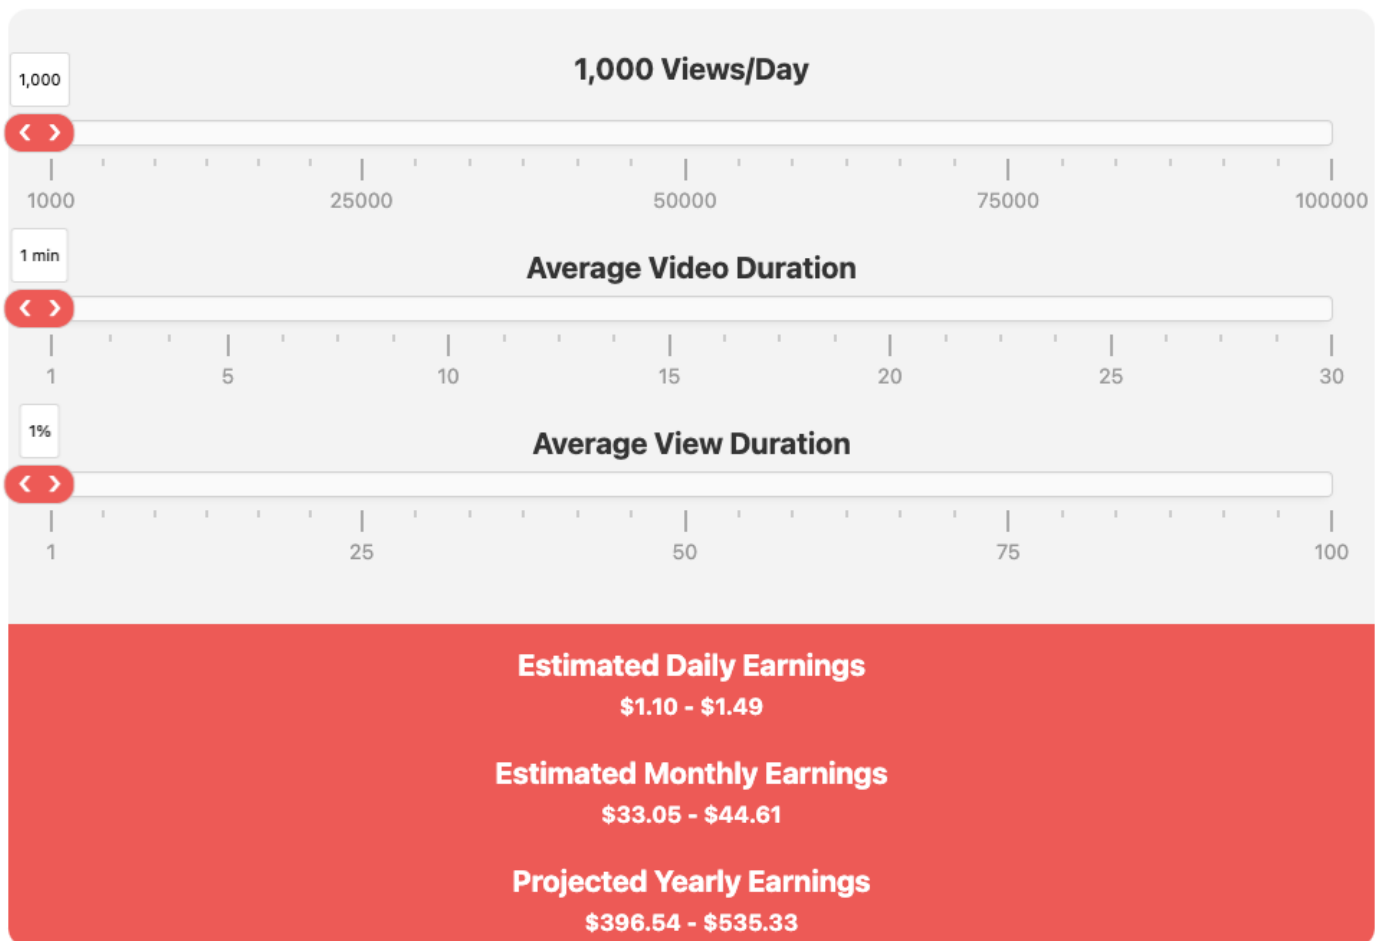 1,000 Views/Day
1,000
1000 25000 50000 75000 100000
1 min
Average Video Duration
1 5 10 15 20 25 30
1%
Average View Duration
1 25 50 75 100
Estimated Daily Earnings
$1.10 - $1.49
Estimated Monthly Earnings
$33.05 - $44.61
Projected Yearly Earnings
$396.54 - $535.33